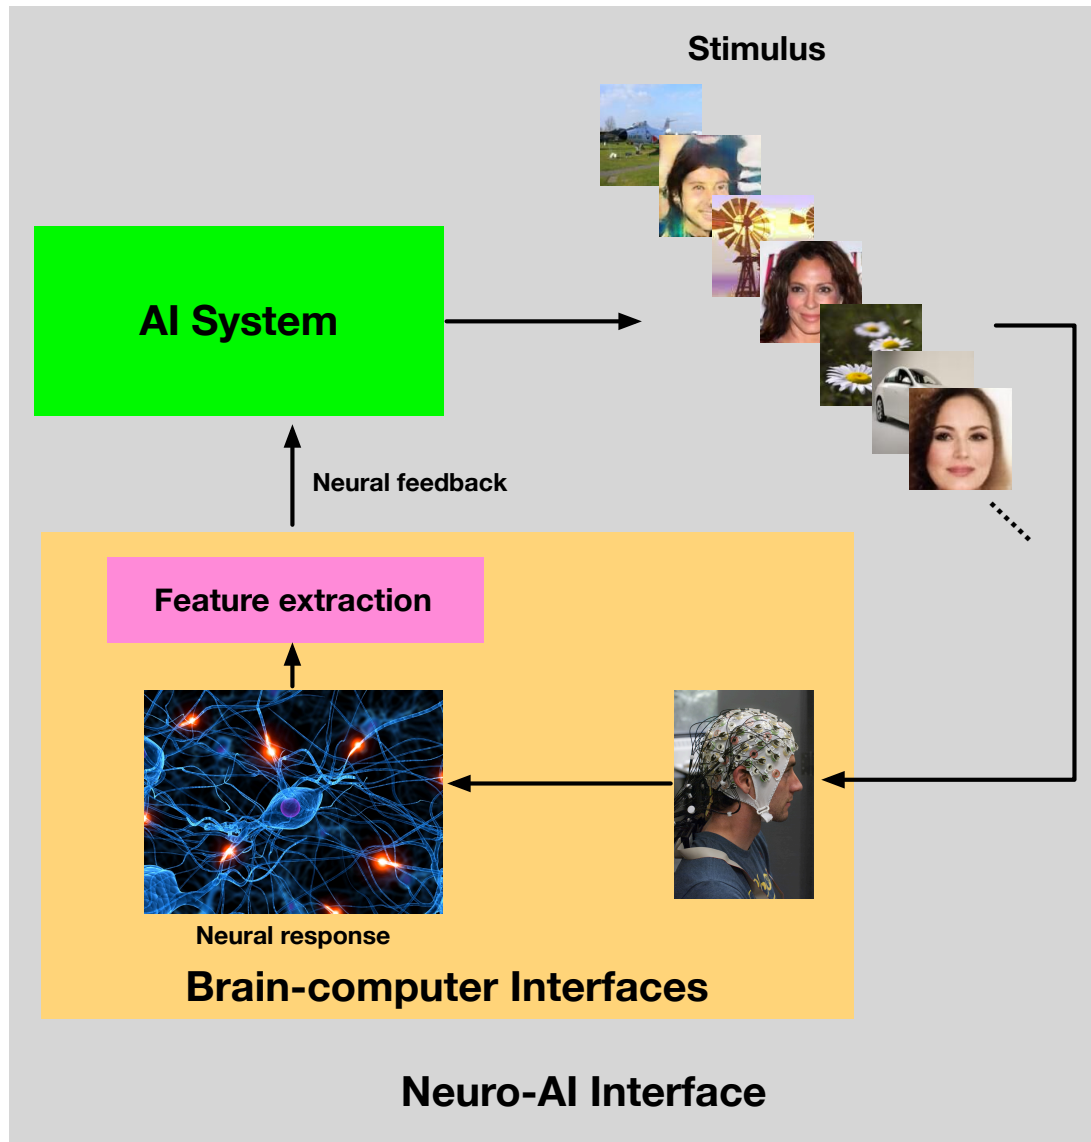 Stimulus
AI System
Neural feedback
Feature extraction
Neural response
Brain-computer Interfaces
Neuro-AI Interface